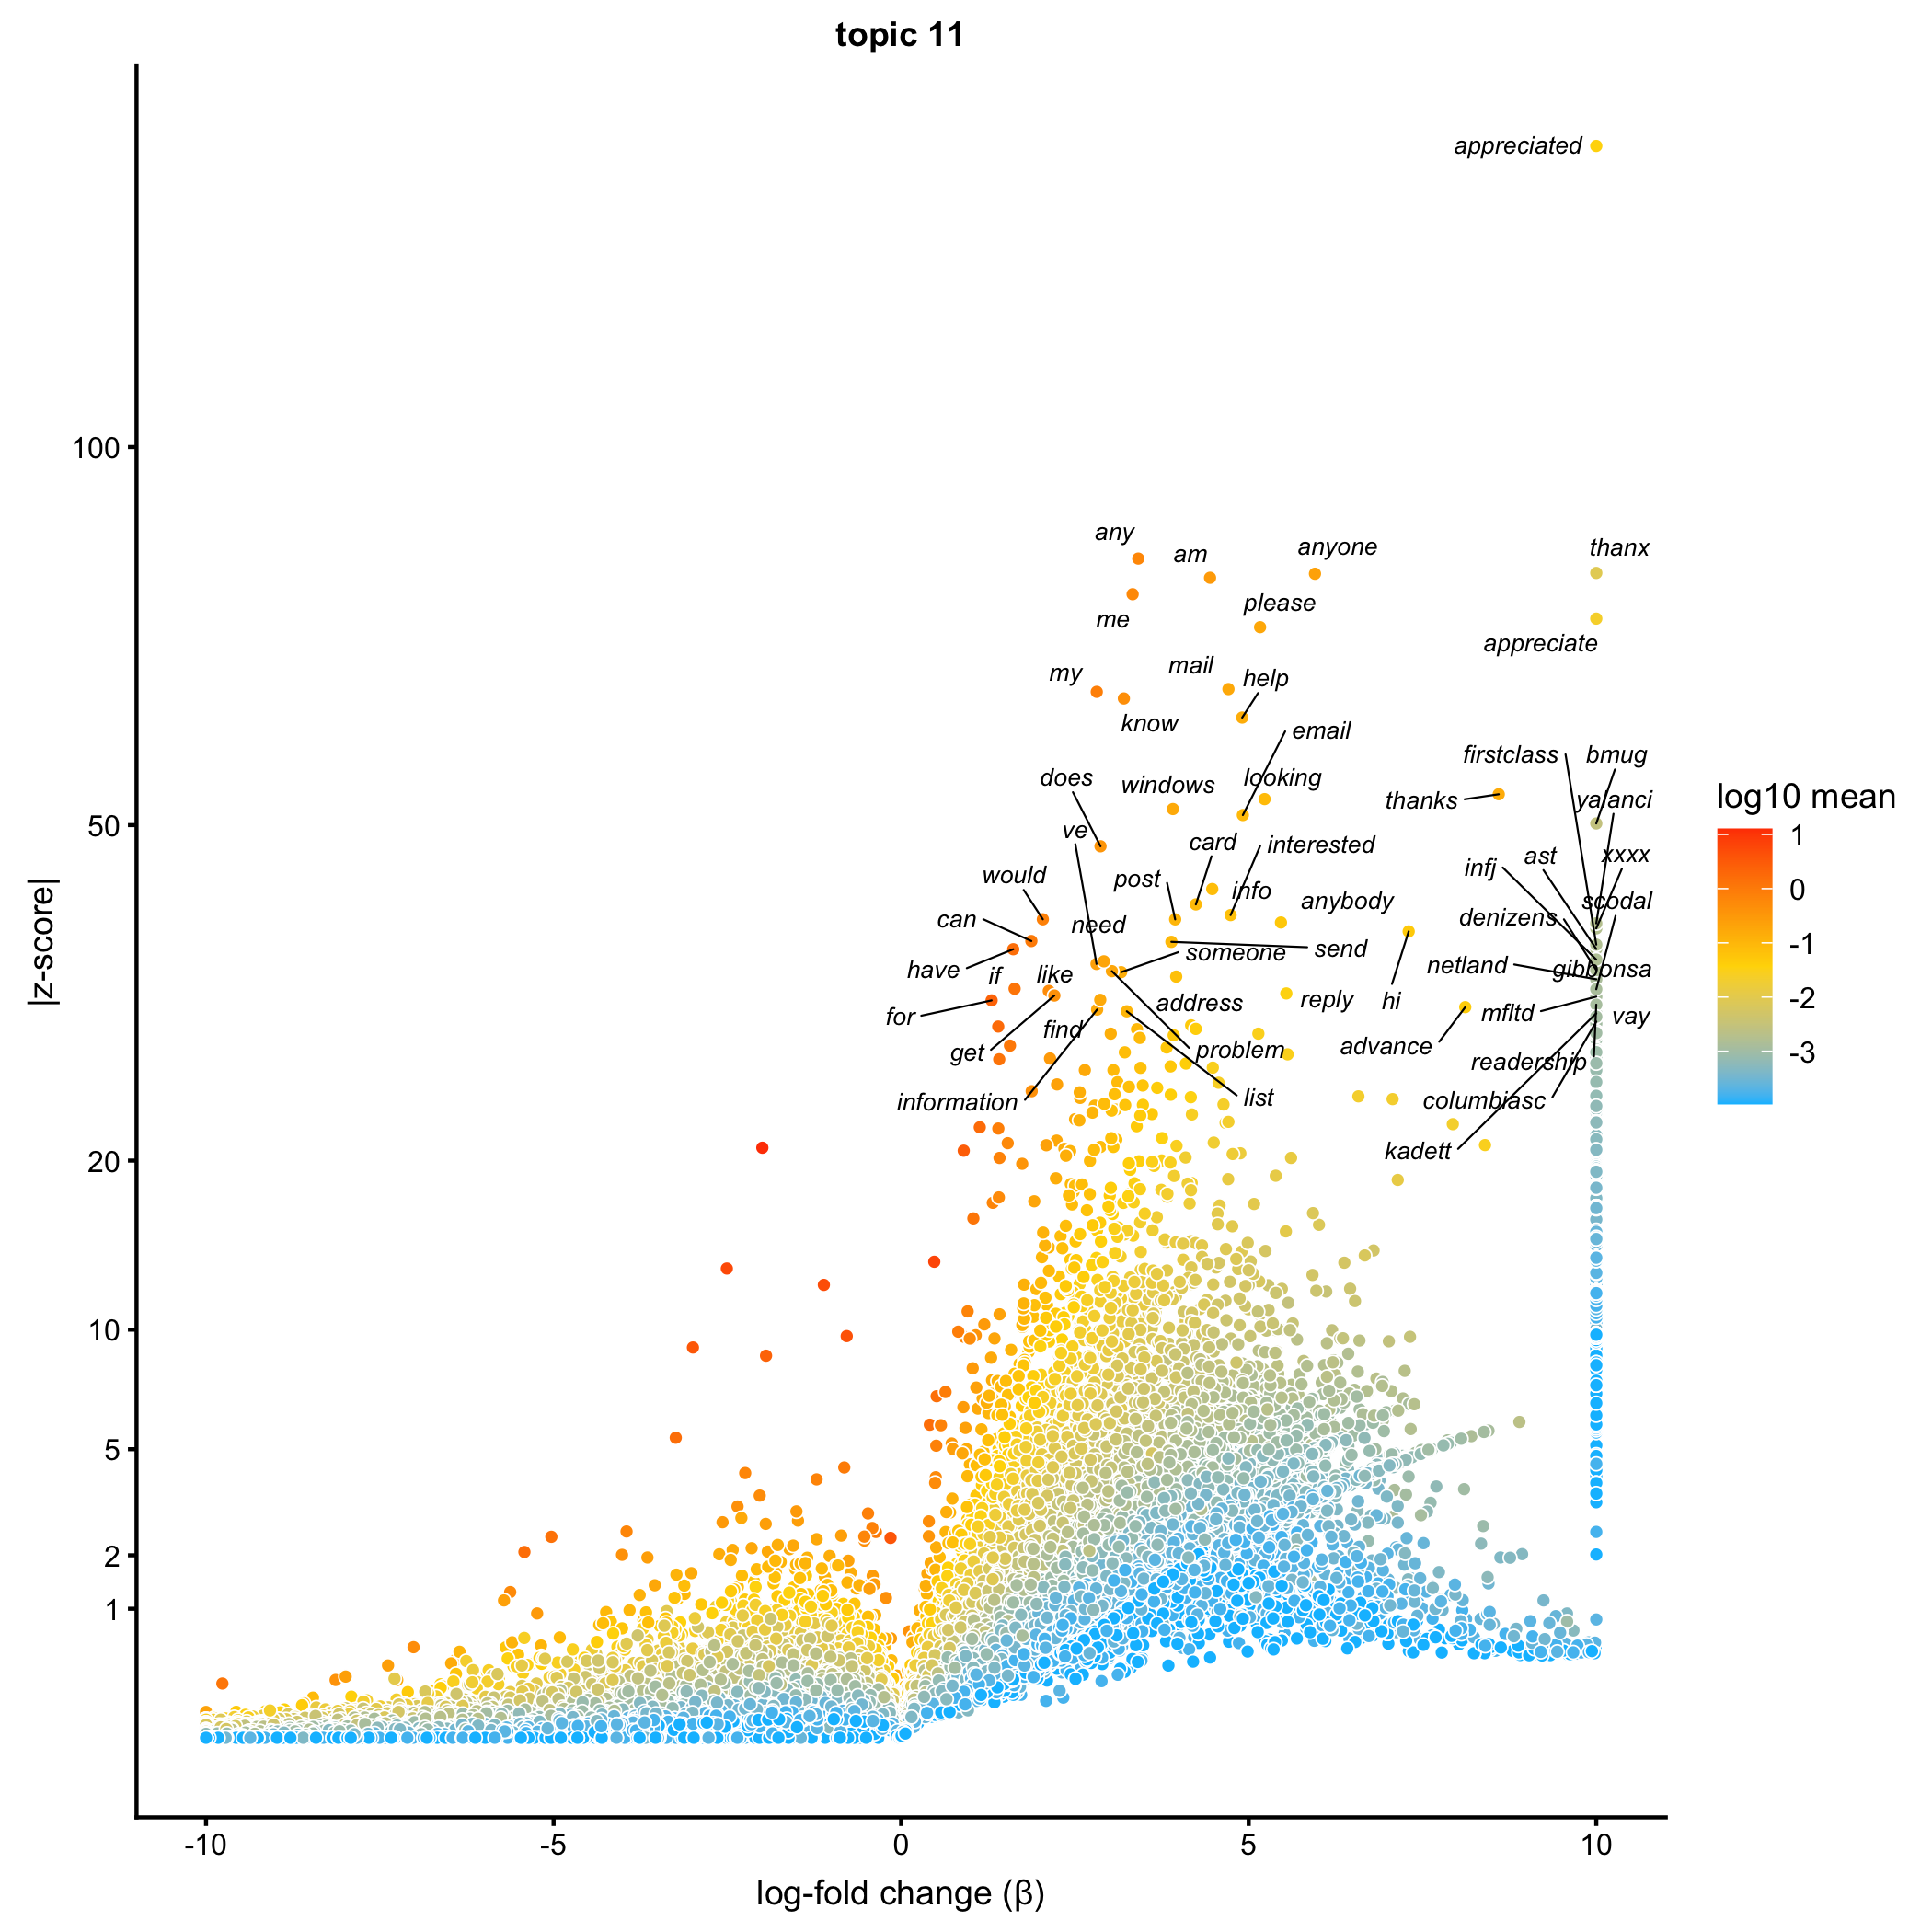 topic 11
appreciated
100
any
am
anyone
thanx
me
please
appreciate
my
mail
help
know
email
firstclass
bmug
does
windows
looking
thanks
yalanci
50
ve
card
interested
ast
xxxx
infj
would
post
info
anybody
scodal
can
need
denizens
send
someone
have
if
like
netland
gibbonsa
for
address
reply
hi
mfltd
vay
find
get
problem
advance
readership
information
list
columbiasc
kadett
20
10
5
2
1
|z-score|
-10
-5
0
5
10
log-fold change (β)
log10 mean
1
0
-1
-2
-3